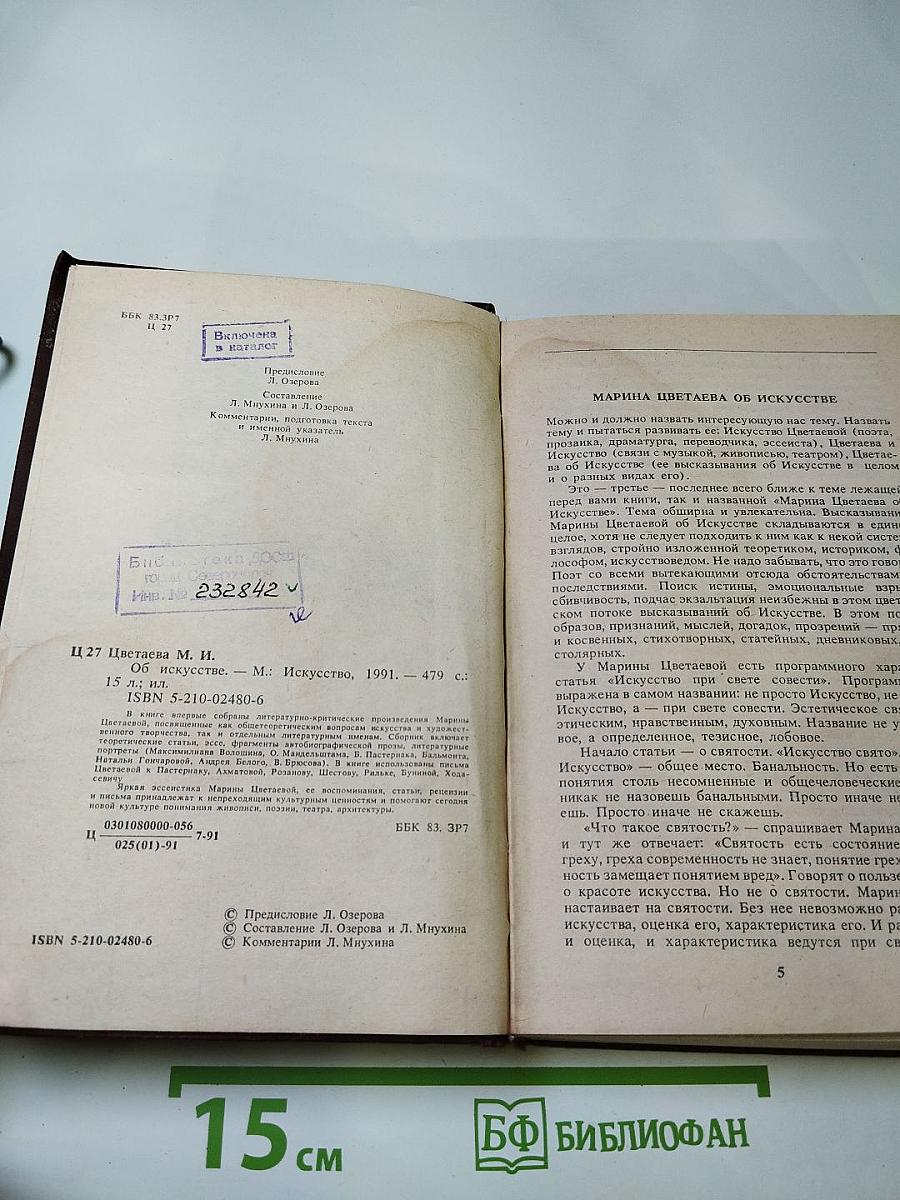 ББК 83.3Р7
Ц 27
Включена
в каталог
Предисловие
Л. Озерова
Составление
Л. Мнухина и Л. Озерова
Комментарии, подготовка текста
и именной указатель
Л. Мнухина
Библиотека
Инв. № 232842
Ц 27 Цветаева М. И.
Об искусстве. — М.: Искусство, 1991. — 479 с.:
15 л.; ил.
ISBN 5-210-02480-6
В книге впервые собраны литературно-критические произведения Марины
Цветаевой, посвященные как общетеоретическим вопросам искусства и художест-
венного творчества, так и отдельным литературным именам. Сборник включает
теоретические статьи, эссе, фрагменты автобиографической прозы, литературные
портреты (Максимилиана Волошина, О. Мандельштама, Б. Пастернака, Бальмонта,
Натальи Гончаровой, Андрея Белого, В. Брюсова). В книге использованы письма
Цветаевой к Пастернаку, Ахматовой, Розанову, Шестову, Рильке, Буниной, Хода-
севичу
Яркая эссеистика Марины Цветаевой, ее воспоминания, статьи, рецензии
и письма принадлежат к непреходящим культурным ценностям и помогают сегодня
новой культуре понимания живописи, поэзии, театра, архитектуры.
Ц 0301080000-056 7-91
025(01)-91
ББК 83. 3Р7
© Предисловие Л. Озерова
© Составление Л. Озерова и Л. Мнухина
© Комментарии Л. Мнухина
ISBN 5-210-02480-6
МАРИНА ЦВЕТАЕВА ОБ ИСКУССТВЕ
Можно и должно назвать интересующую нас тему. Назвать
тему и пытаться развивать ее: Искусство Цветаевой (поэта,
прозаика, драматурга, переводчика, эссеиста), Цветаева и
Искусство (связи с музыкой, живописью, театром), Цветае-
ва об Искусстве (ее высказывания об Искусстве в целом
и о разных видах его).
Это — третье — последнее всего ближе к теме лежащей
перед вами книги, так и названной «Марина Цветаева об
Искусстве». Тема обширна и увлекательна. Высказывани
Марины Цветаевой об Искусстве складываются в един
целое, хотя не следует подходить к ним как к некой систе
взглядов, стройно изложенной теоретиком, историком, ф
лософом, искусствоведом. Не надо забывать, что это гово
Поэт со всеми вытекающими отсюда обстоятельствам
последствиями. Поиск истины, эмоциональные взры
сбивчивость, подчас экзальтация неизбежны в этом цвет
ском потоке высказываний об Искусстве. В этом по
образов, признаний, мыслей, догадок, прозрений — пр
и косвенных, стихотворных, статейных, дневниковых,
столярных.
У Марины Цветаевой есть программного хара
статья «Искусство при свете совести». Програм
выражена в самом названии: не просто Искусство, не
Искусство, а — при свете совести. Эстетическое свя
этическим, нравственным, духовным. Название не у
вое, а определенное, тезисное, лобовое.
Начало статьи — о святости. «Искусство свято»,
Искусство» — общее место. Банальность. Но есть
понятия столь несомненные и общечеловеческие
никак не назовешь банальными. Просто иначе не
ешь. Просто иначе не скажешь.
«Что такое святость?» — спрашивает Марина
и тут же отвечает: «Святость есть состояние
греху, греха современность не знает, понятие грех
ность замещает понятием вред». Говорят о пользе
о красоте искусства. Но не о святости. Марин
настаивает на святости. Без нее невозможно ра
искусства, оценка его, характеристика его. И ра
и оценка, и характеристика ведутся при св
5
15 см
БФ БИБЛИОФАН